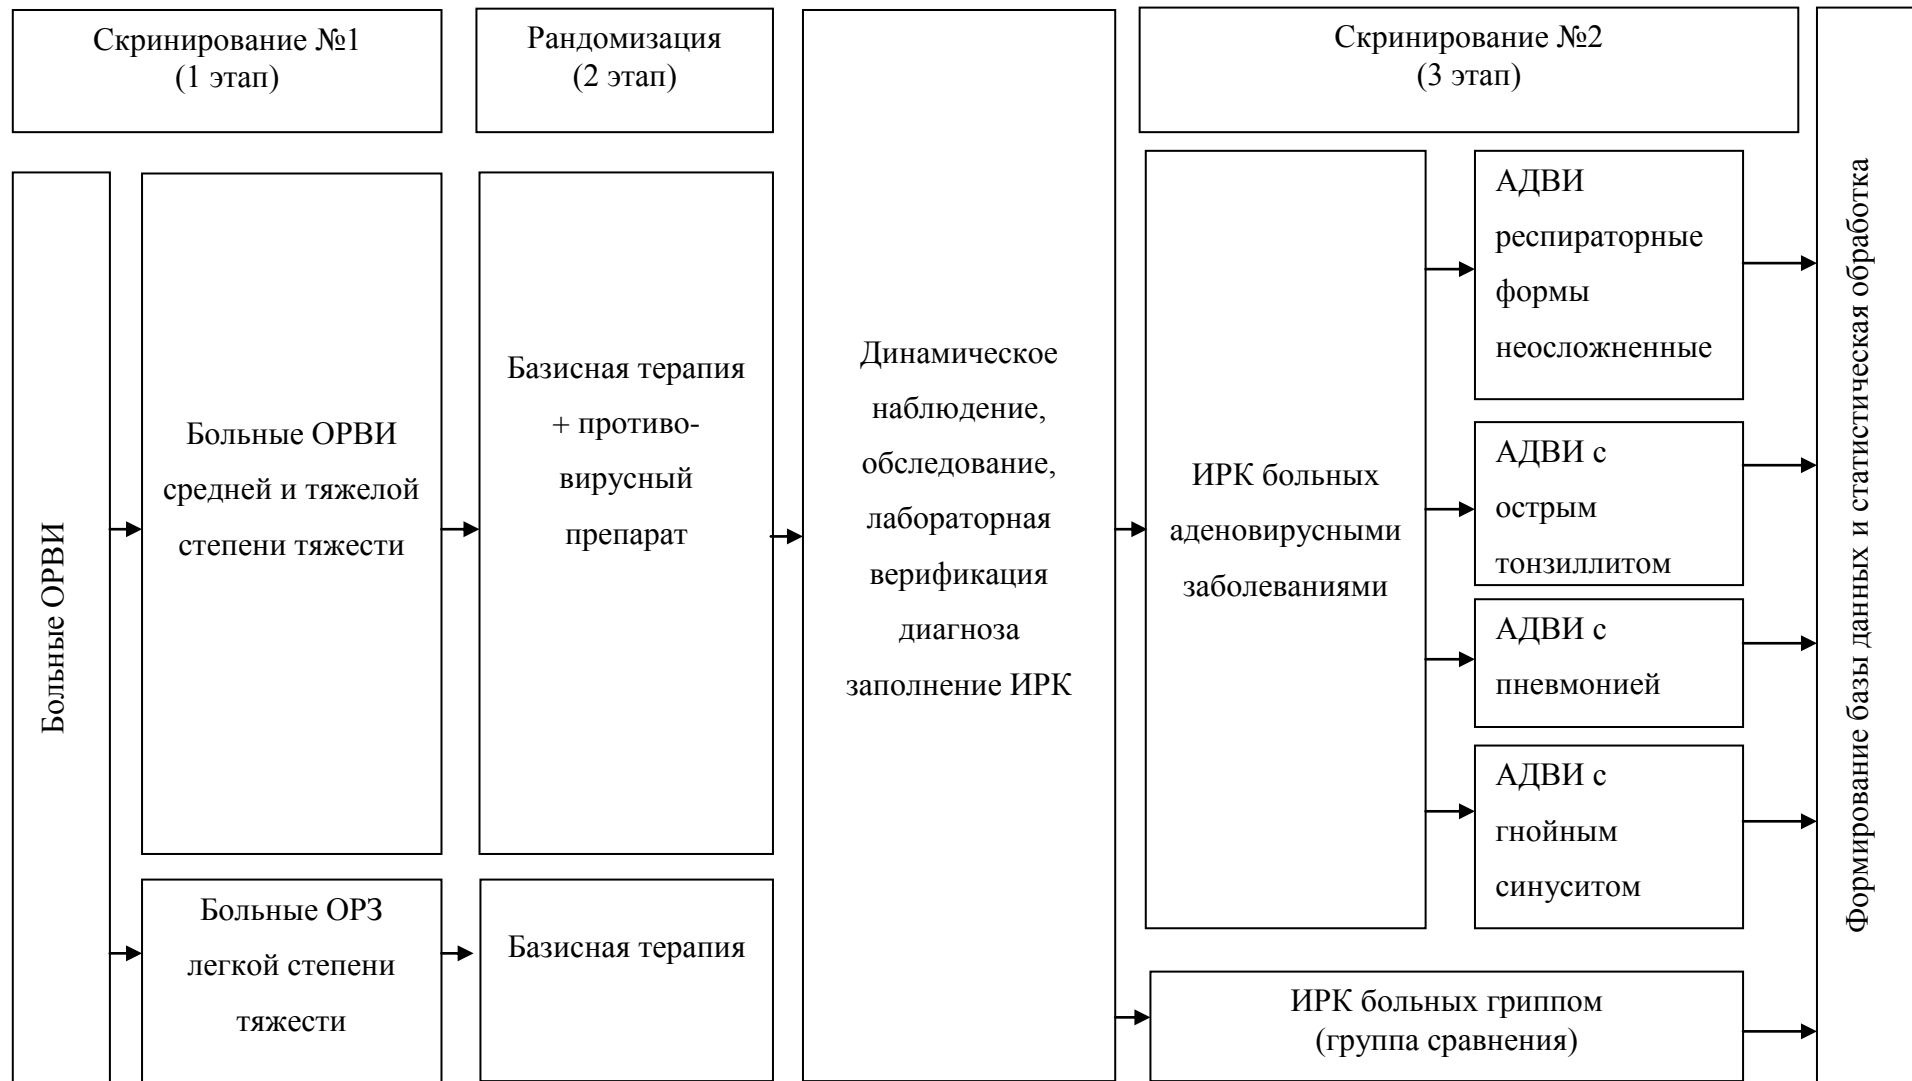 Скринирование №1
(1 этап)
Рандомизация
(2 этап)
Скринирование №2
(3 этап)
Больные ОРВИ
Больные ОРВИ
средней и тяжелой
степени тяжести
Базисная терапия
+ противо-
вирусный
препарат
Динамическое
наблюдение,
обследование,
лабораторная
верификация
диагноза
заполнение ИРК
ИРК больных
аденовирусными
заболеваниями
АДВИ
респираторные
формы
неосложненные
АДВИ с
острым
тонзиллитом
АДВИ с
пневмонией
АДВИ с
гнойным
синуситом
Больные ОРЗ
легкой степени
тяжести
Базисная терапия
ИРК больных гриппом
(группа сравнения)
Формирование базы данных и статистическая обработка